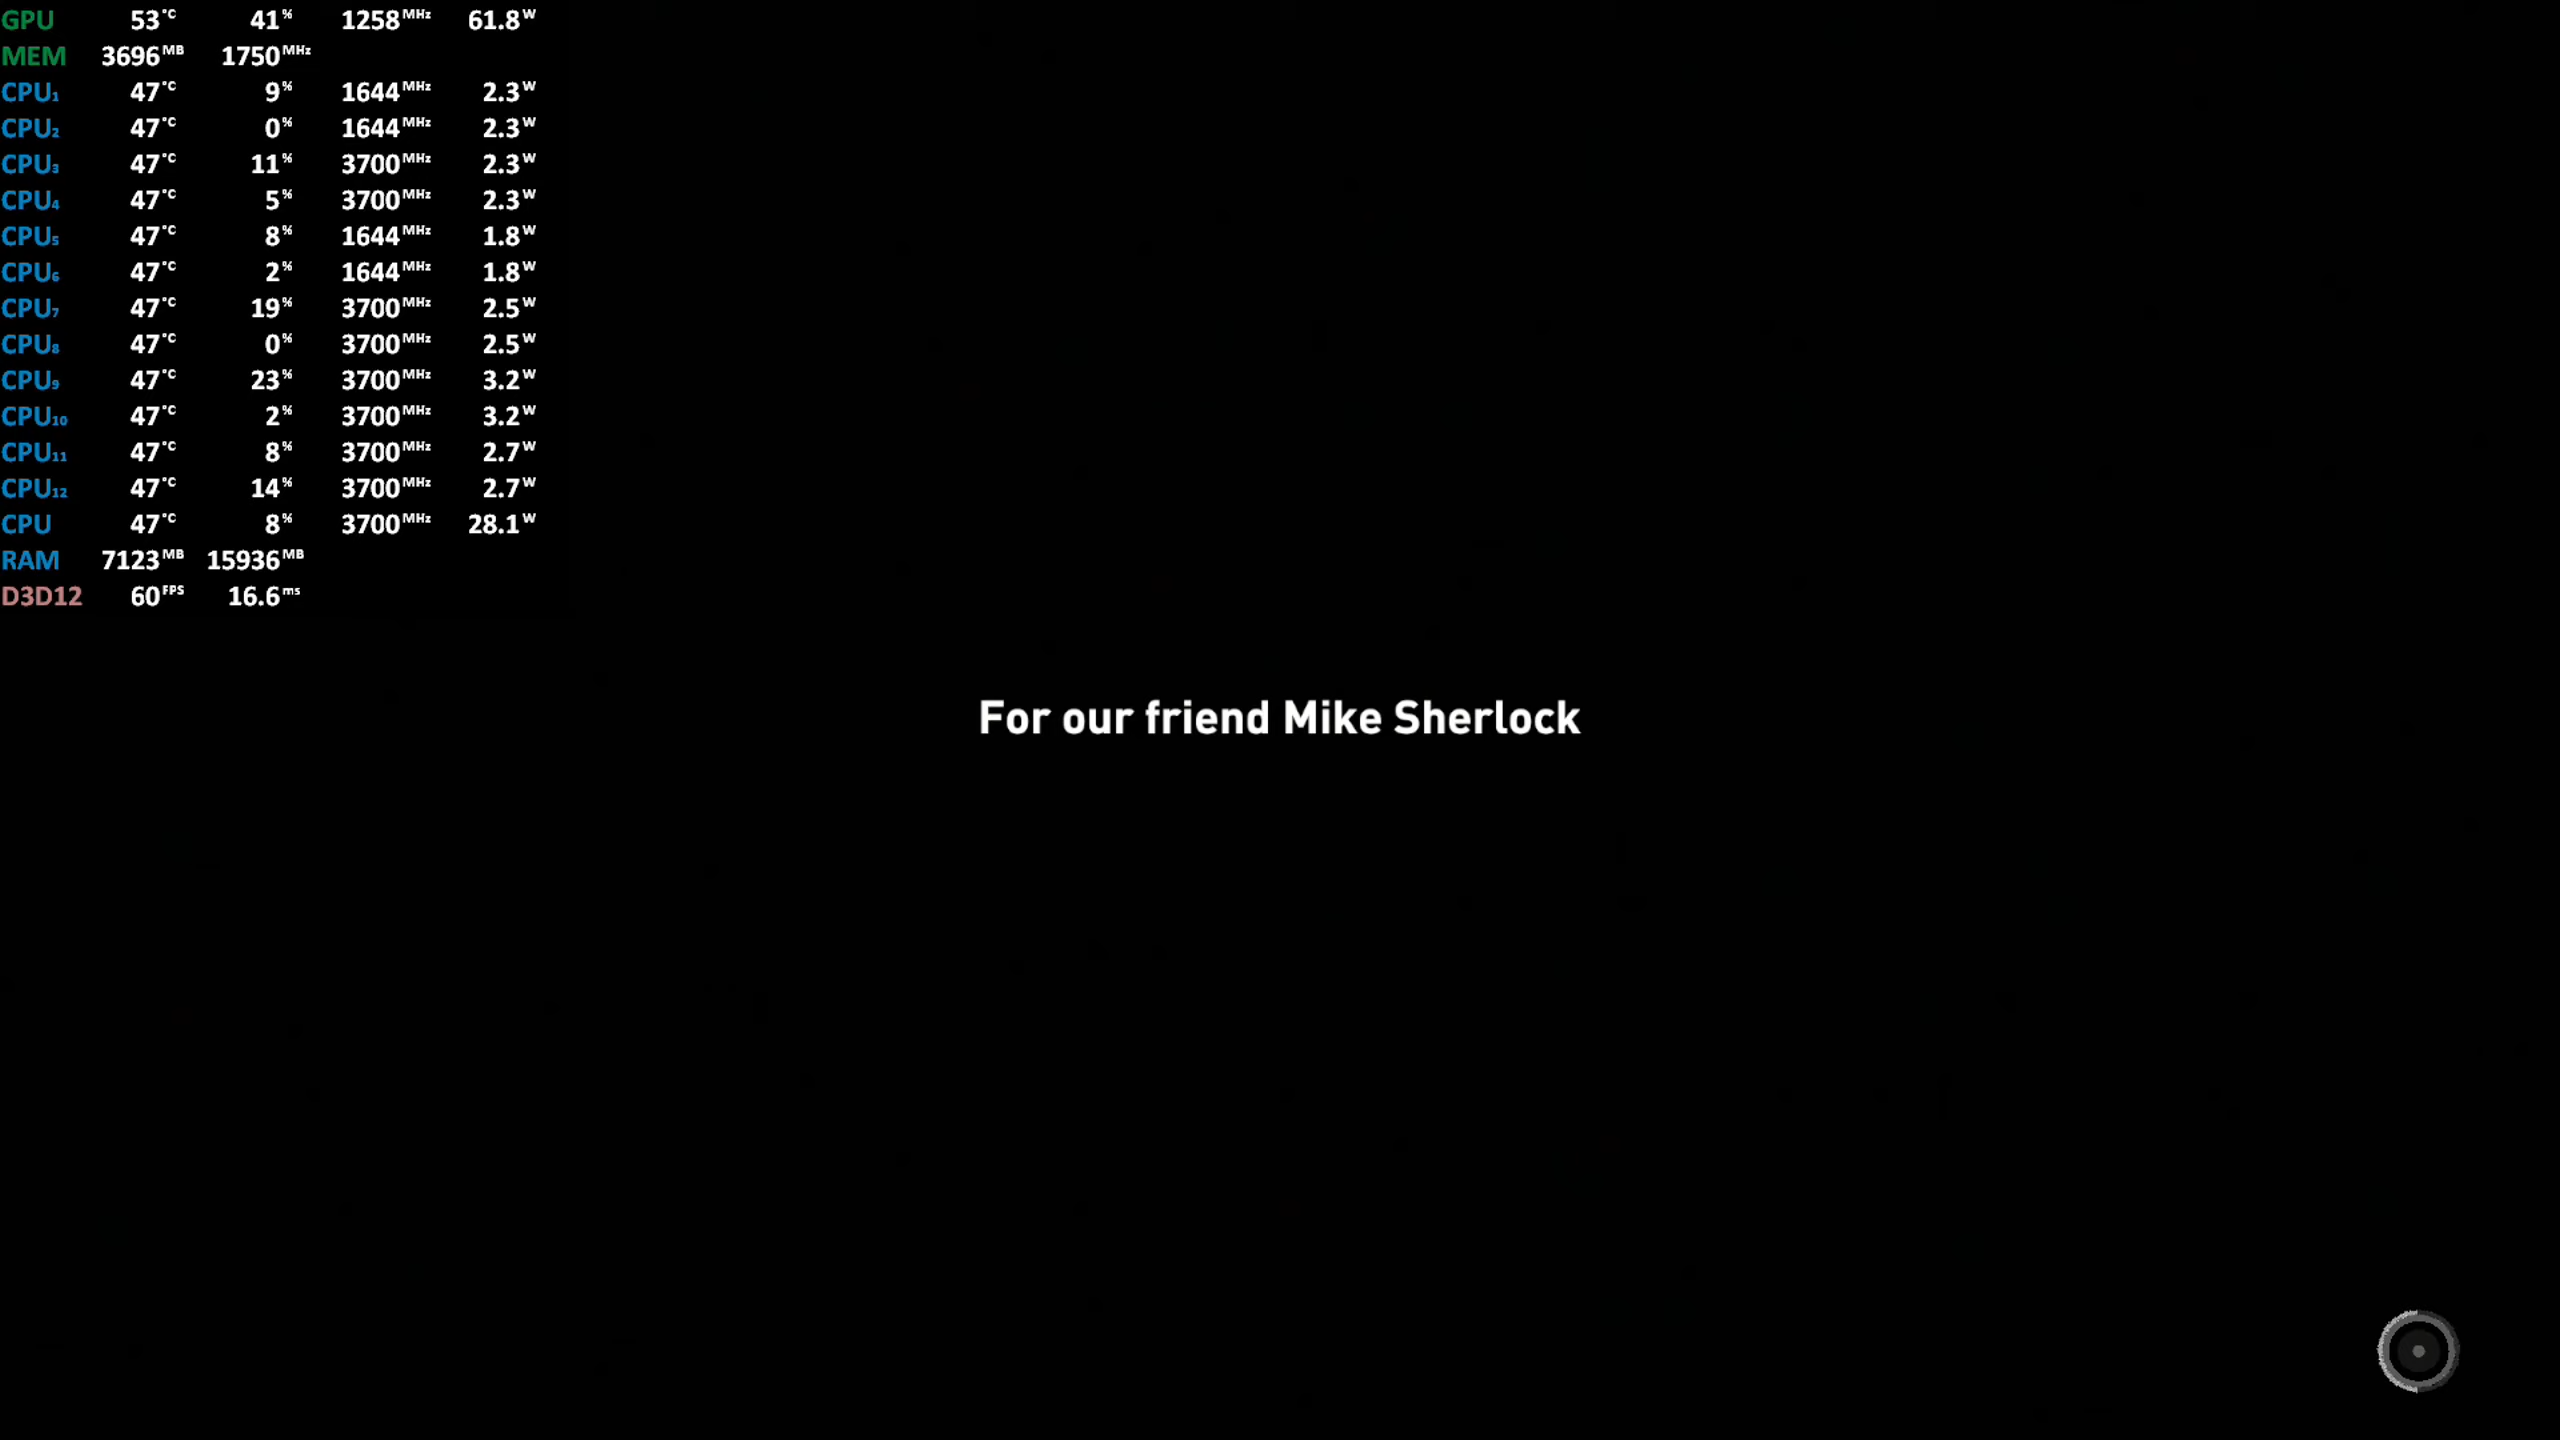 GPU 53°C 41% 1258MHz 61.8W
MEM 3696MB 1750MHz
CPU1 47°C 9% 1644MHz 2.3W
CPU2 47°C 0% 1644MHz 2.3W
CPU3 47°C 11% 3700MHz 2.3W
CPU4 47°C 5% 3700MHz 2.3W
CPU5 47°C 8% 1644MHz 1.8W
CPU6 47°C 2% 1644MHz 1.8W
CPU7 47°C 19% 3700MHz 2.5W
CPU8 47°C 0% 3700MHz 2.5W
CPU9 47°C 23% 3700MHz 3.2W
CPU10 47°C 2% 3700MHz 3.2W
CPU11 47°C 8% 3700MHz 2.7W
CPU12 47°C 14% 3700MHz 2.7W
CPU 47°C 8% 3700MHz 28.1W
RAM 7123MB 15936MB
D3D12 60FPS 16.6ms
For our friend Mike Sherlock